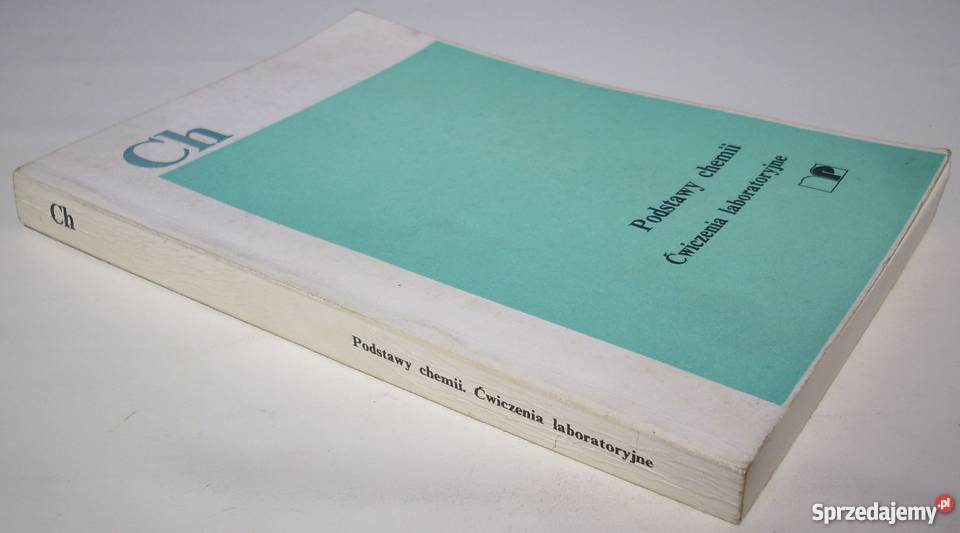 Ch
Podstawy chemii
Ćwiczenia laboratoryjne
P
Ch
Podstawy chemii. Ćwiczenia laboratoryjne
Sprzedajemy.pl